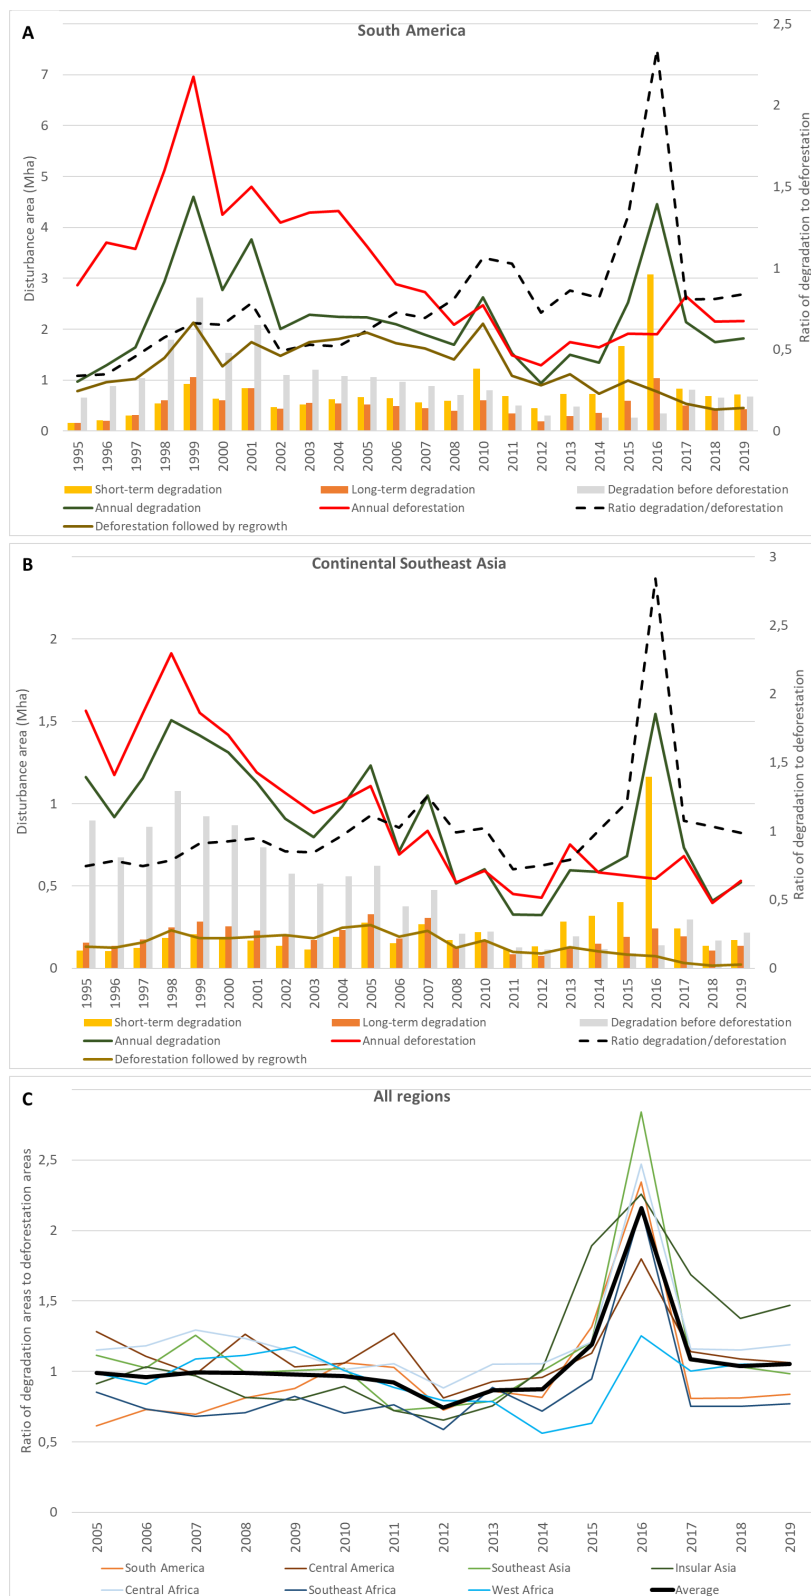 A
South America
2,5
2
1,5
1
0,5
0
7
6
5
4
3
2
1
0
Disturbance area (Mha)
Ratio of degradation to deforestation
1995 1996 1997 1998 1999 2000 2001 2002 2003 2004 2005 2006 2007 2008 2010 2011 2012 2013 2014 2015 2016 2017 2018 2019
Short-term degradation Long-term degradation Degradation before deforestation
Annual degradation Annual deforestation Ratio degradation/deforestation
Deforestation followed by regrowth
B
Continental Southeast Asia
3
2,5
2
1,5
1
0,5
0
2
1,5
1
0,5
0
Disturbance area (Mha)
Ratio of degradation to deforestation
1995 1996 1997 1998 1999 2000 2001 2002 2003 2004 2005 2006 2007 2008 2010 2011 2012 2013 2014 2015 2016 2017 2018 2019
Short-term degradation Long-term degradation Degradation before deforestation
Annual degradation Annual deforestation Ratio degradation/deforestation
Deforestation followed by regrowth
C
All regions
2,5
2
1,5
1
0,5
0
Ratio of degradation areas to deforestation areas
2005 2006 2007 2008 2009 2010 2011 2012 2013 2014 2015 2016 2017 2018 2019
South America Central America Southeast Asia Insular Asia
Central Africa Southeast Africa West Africa Average